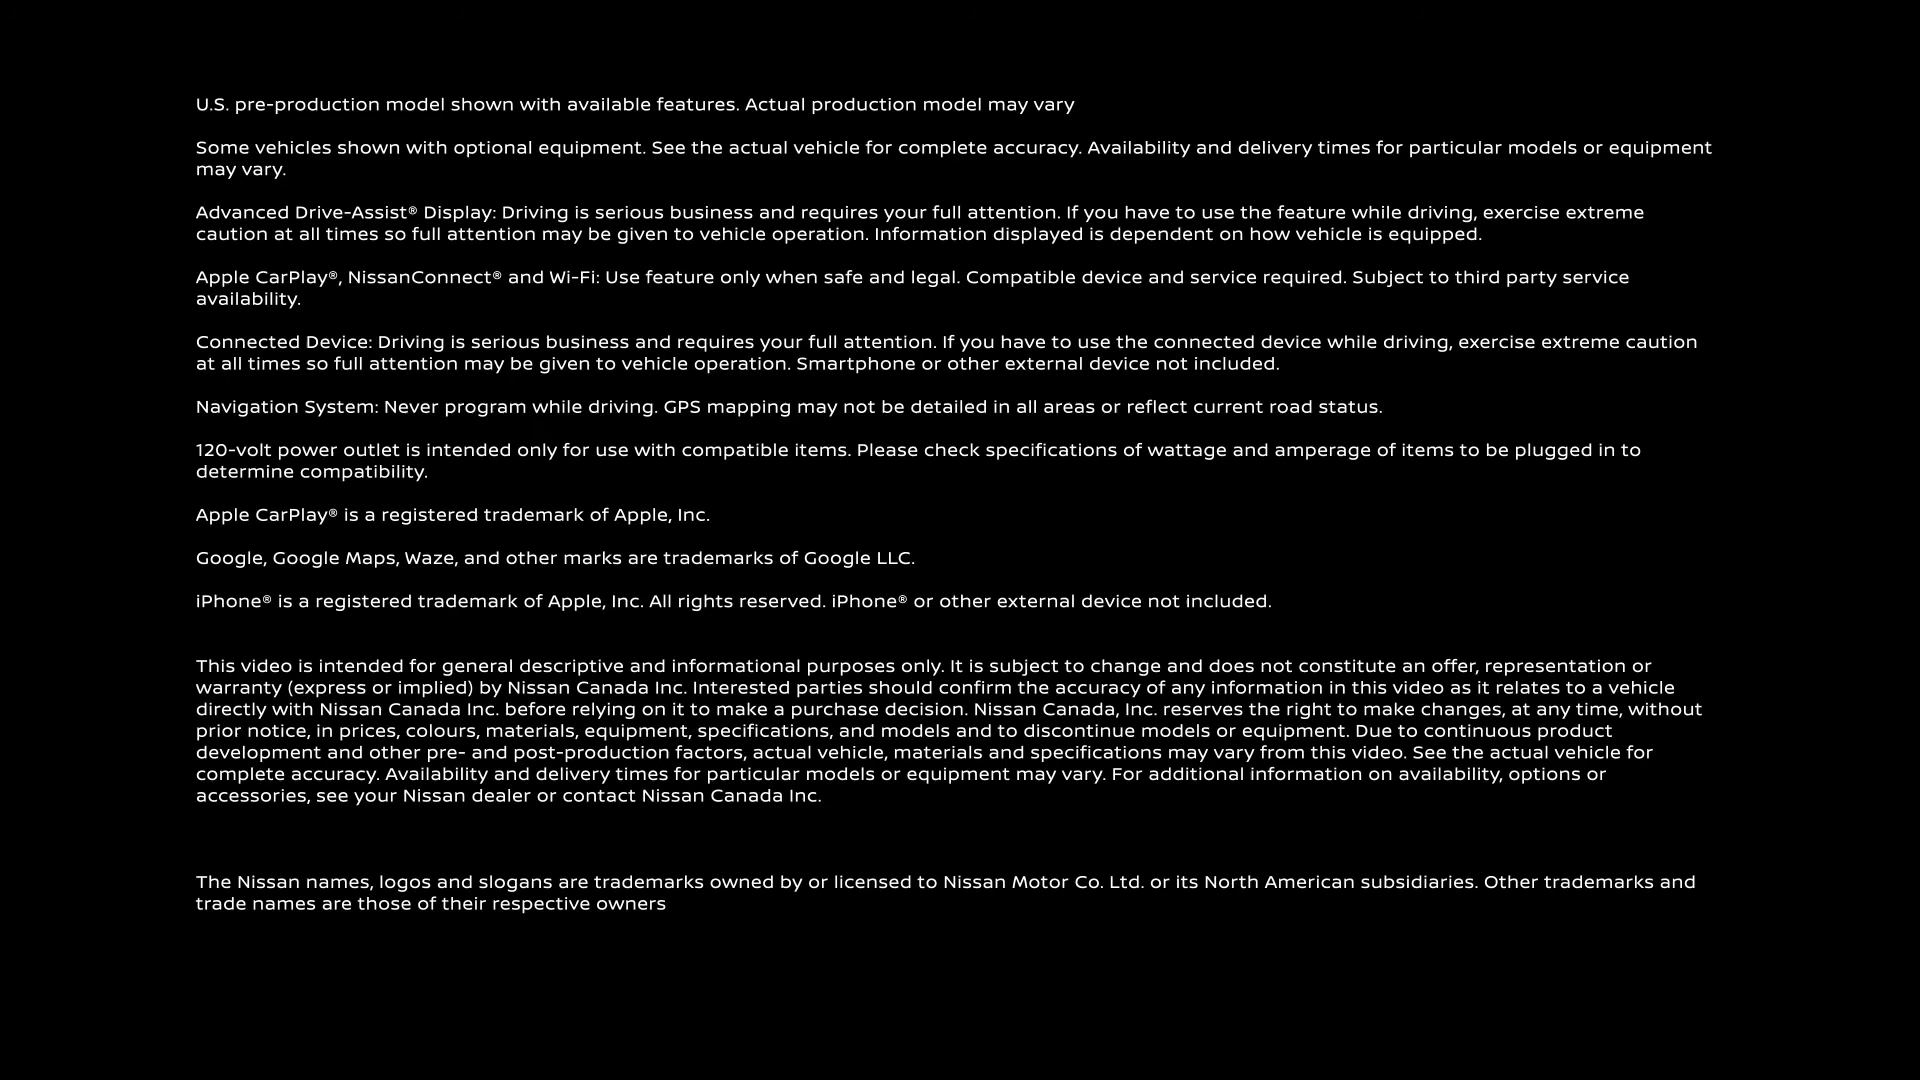 U.S. pre-production model shown with available features. Actual production model may vary
Some vehicles shown with optional equipment. See the actual vehicle for complete accuracy. Availability and delivery times for particular models or equipment
may vary.
Advanced Drive-Assist® Display: Driving is serious business and requires your full attention. If you have to use the feature while driving, exercise extreme
caution at all times so full attention may be given to vehicle operation. Information displayed is dependent on how vehicle is equipped.
Apple CarPlay®, NissanConnect® and Wi-Fi: Use feature only when safe and legal. Compatible device and service required. Subject to third party service
availability.
Connected Device: Driving is serious business and requires your full attention. If you have to use the connected device while driving, exercise extreme caution
at all times so full attention may be given to vehicle operation. Smartphone or other external device not included.
Navigation System: Never program while driving. GPS mapping may not be detailed in all areas or reflect current road status.
120-volt power outlet is intended only for use with compatible items. Please check specifications of wattage and amperage of items to be plugged in to
determine compatibility.
Apple CarPlay® is a registered trademark of Apple, Inc.
Google, Google Maps, Waze, and other marks are trademarks of Google LLC.
iPhone® is a registered trademark of Apple, Inc. All rights reserved. iPhone® or other external device not included.
This video is intended for general descriptive and informational purposes only. It is subject to change and does not constitute an offer, representation or
warranty (express or implied) by Nissan Canada Inc. Interested parties should confirm the accuracy of any information in this video as it relates to a vehicle
directly with Nissan Canada Inc. before relying on it to make a purchase decision. Nissan Canada, Inc. reserves the right to make changes, at any time, without
prior notice, in prices, colours, materials, equipment, specifications, and models and to discontinue models or equipment. Due to continuous product
development and other pre- and post-production factors, actual vehicle, materials and specifications may vary from this video. See the actual vehicle for
complete accuracy. Availability and delivery times for particular models or equipment may vary. For additional information on availability, options or
accessories, see your Nissan dealer or contact Nissan Canada Inc.
The Nissan names, logos and slogans are trademarks owned by or licensed to Nissan Motor Co. Ltd. or its North American subsidiaries. Other trademarks and
trade names are those of their respective owners